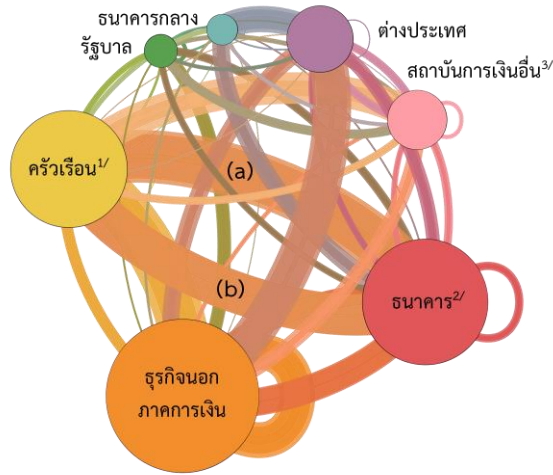 ธนาคารกลาง
รัฐบาล
ต่างประเทศ
สถาบันการเงินอื่น3/
ครัวเรือน1/
(a)
(b)
ธนาคาร2/
ธุรกิจนอก
ภาคการเงิน